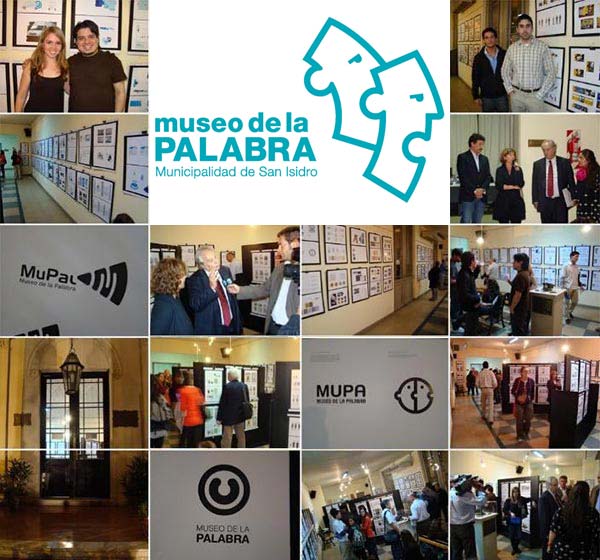 museo de la
PALABRA
Municipalidad de San Isidro
MuPal
Museo de la Palabra
MUPA
MUSEO DE LA PALABRA
MUSEO DE LA
PALABRA